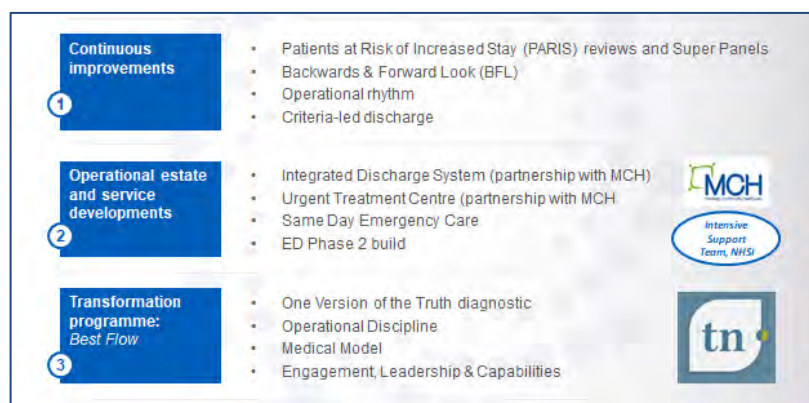 Continuous
improvements
1
• Patients at Risk of Increased Stay (PARIS) reviews and Super Panels
• Backwards & Forward Look (BFL)
• Operational rhythm
• Criteria-led discharge
Operational estate
and service
developments
2
• Integrated Discharge System (partnership with MCH)
• Urgent Treatment Centre (partnership with MCH
• Same Day Emergency Care
• ED Phase 2 build
MCH
Intensive
Support
Team, NHSi
Transformation
programme:
Best Flow
3
• One Version of the Truth diagnostic
• Operational Discipline
• Medical Model
• Engagement, Leadership & Capabilities
tn